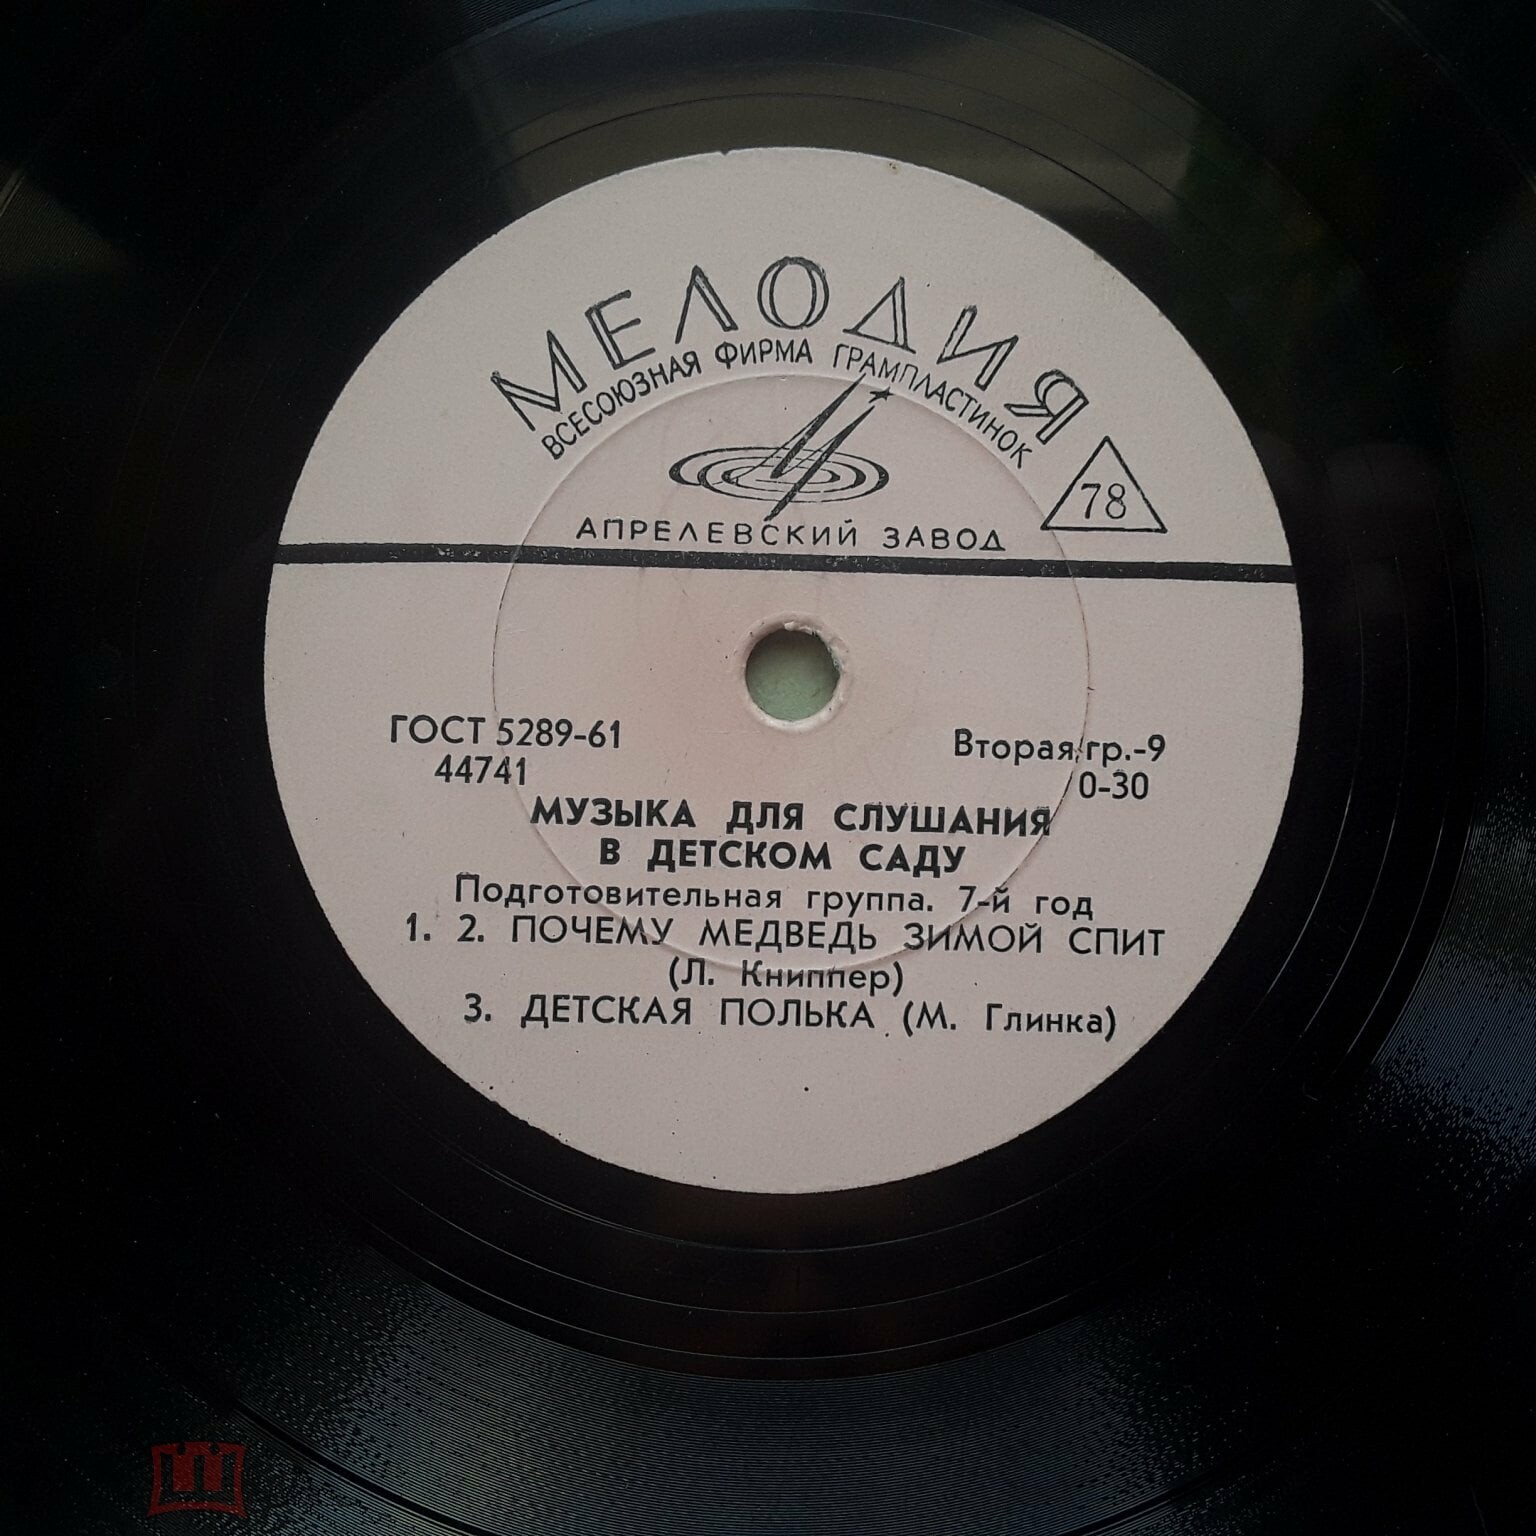 МЕЛОДИЯ
ВСЕСОЮЗНАЯ ФИРМА ГРАМПЛАСТИНОК
78
АПРЕЛЕВСКИЙ ЗАВОД
ГОСТ 5289-61
44741
Вторая гр.-9
0-30
МУЗЫКА ДЛЯ СЛУШАНИЯ
В ДЕТСКОМ САДУ
Подготовительная группа. 7-й год
1. 2. ПОЧЕМУ МЕДВЕДЬ ЗИМОЙ СПИТ
(Л. Книппер)
3. ДЕТСКАЯ ПОЛЬКА (М. Глинка)